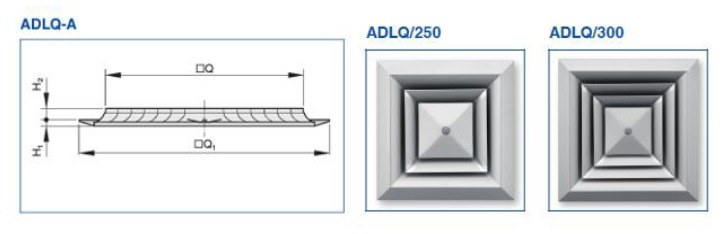 ADLQ-A
ADLQ/250
ADLQ/300
□Q
H₂
H₁
□Q₁